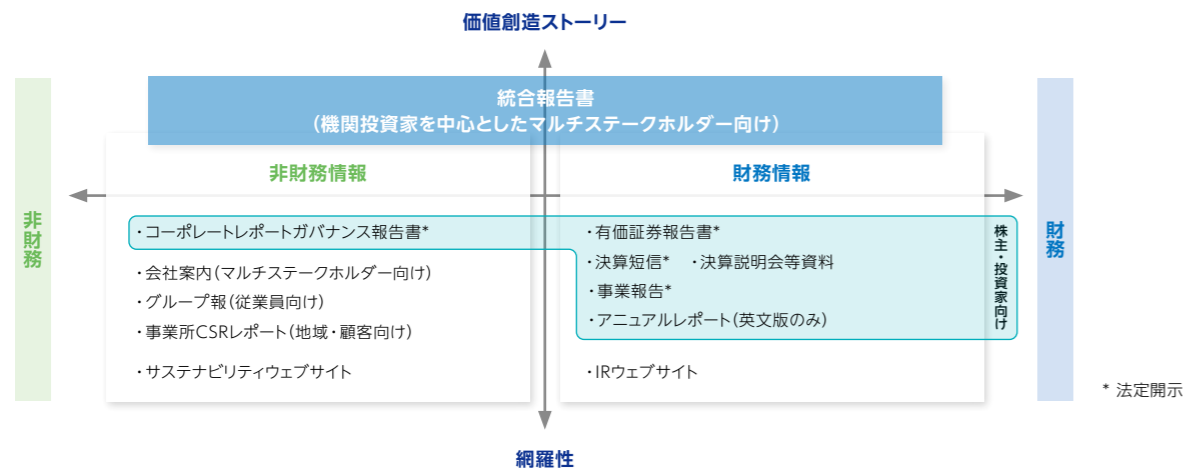 価値創造ストーリー
統合報告書
（機関投資家を中心としたマルチステークホルダー向け）
非財務
非財務情報
・コーポレートレポートガバナンス報告書*
・会社案内（マルチステークホルダー向け）
・グループ報（従業員向け）
・事業所CSRレポート（地域・顧客向け）
・サステナビリティウェブサイト
財務情報
・有価証券報告書*
・決算短信* ・決算説明会等資料
・事業報告*
・アニュアルレポート（英文版のみ）
・IRウェブサイト
株主・投資家向け
財務
* 法定開示
網羅性